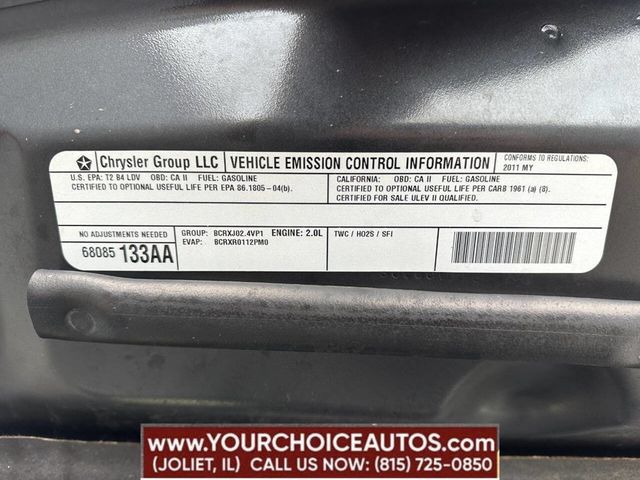 Chrysler Group LLC VEHICLE EMISSION CONTROL INFORMATION CONFORMS TO REGULATIONS:
2011 MY
U.S. EPA: T2 B4 LDV OBD: CA II FUEL: GASOLINE
CERTIFIED TO OPTIONAL USEFUL LIFE PER EPA 86.1805-04(b).
CALIFORNIA: OBD: CA II FUEL: GASOLINE
CERTIFIED TO OPTIONAL USEFUL LIFE PER CARB 1961 (a) (8).
CERTIFIED FOR SALE ULEV II QUALIFIED.
NO ADJUSTMENTS NEEDED
68085 133AA
GROUP: BCRXJ02.4VP1 ENGINE: 2.0L
EVAP: BCRXR0112PM0
TWC / HO2S / SFI
WWW.YOURCHOICEAUTOS.COM
(JOLIET, IL) CALL US NOW: (815) 725-0850